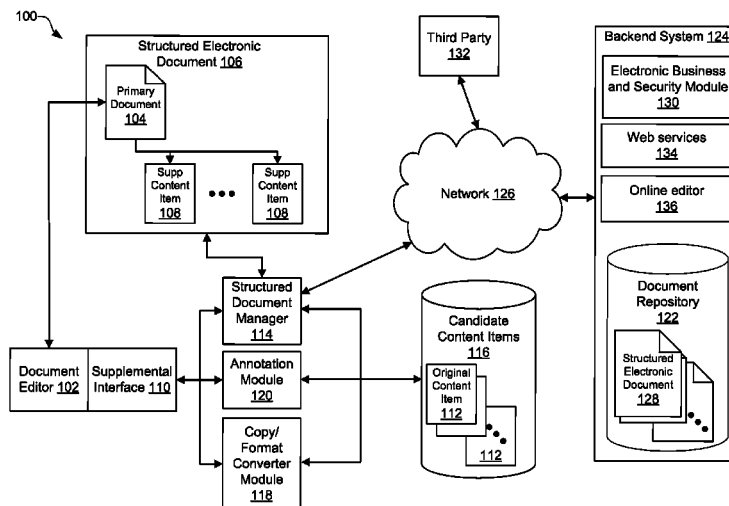 100
Structured Electronic
Document 106
Primary
Document
104
Supp
Content
Item
108
Supp
Content
Item
108
Third Party
132
Network 126
Backend System 124
Electronic Business
and Security Module
130
Web services
134
Online editor
136
Document
Repository
122
Structured
Electronic
Document
128
Structured
Document
Manager
114
Document
Editor 102
Supplemental
Interface 110
Annotation
Module
120
Copy/
Format
Converter
Module
118
Candidate
Content Items
116
Original
Content
Item
112
112